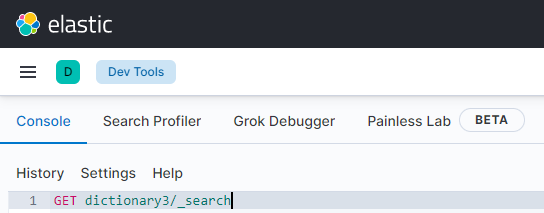 elastic
D Dev Tools
Console Search Profiler Grok Debugger Painless Lab BETA
History Settings Help
1 GET dictionary3/_search